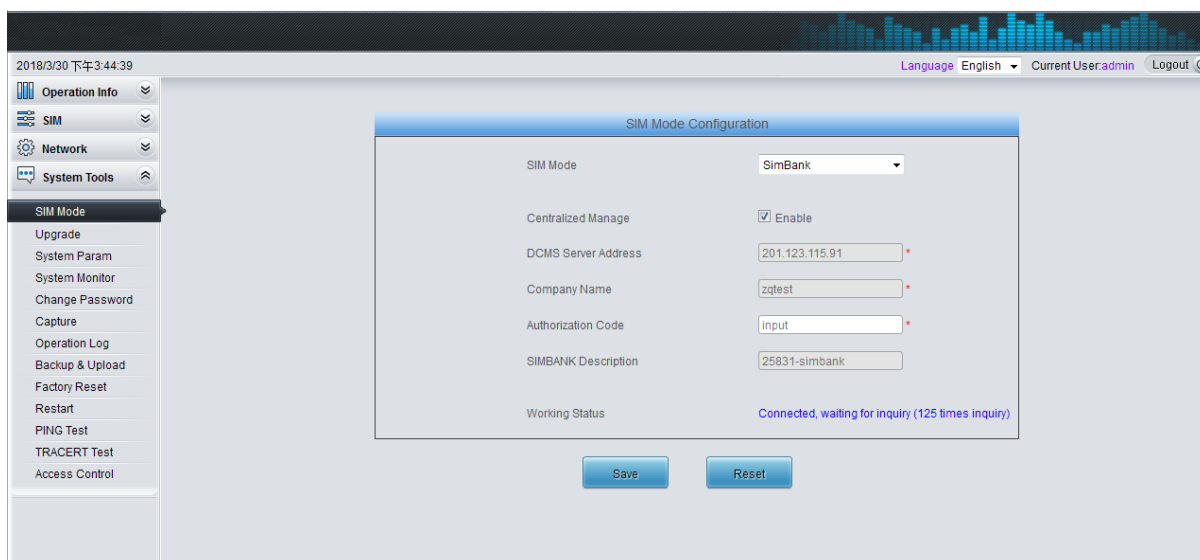 2018/3/30 下午3:44:39
Language English Current User:admin Logout
Operation Info
SIM
Network
System Tools
SIM Mode
Upgrade
System Param
System Monitor
Change Password
Capture
Operation Log
Backup & Upload
Factory Reset
Restart
PING Test
TRACERT Test
Access Control
SIM Mode Configuration
SIM Mode SimBank
Centralized Manage Enable
DCMS Server Address 201.123.115.91 *
Company Name zqtest *
Authorization Code input *
SIMBANK Description 25831-simbank
Working Status Connected, waiting for inquiry (125 times inquiry)
Save Reset